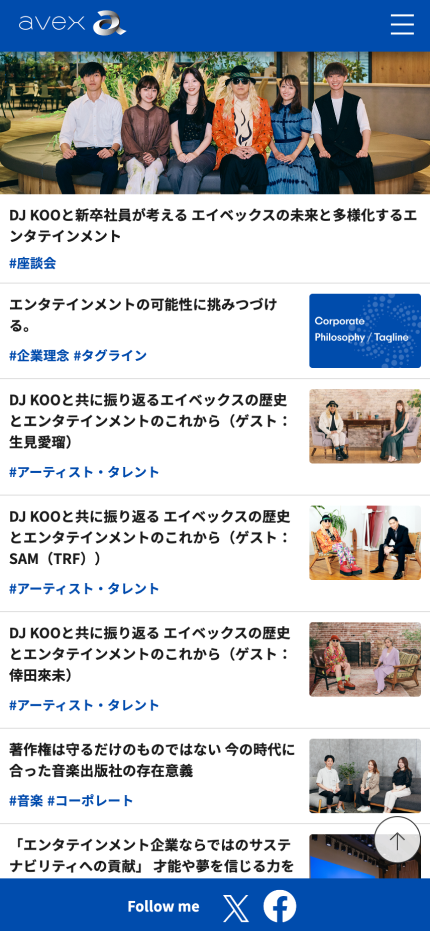 avex
DJ KOOと新卒社員が考える エイベックスの未来と多様化するエ
ンタテインメント
#座談会
エンタテインメントの可能性に挑みつづけ
る。
#企業理念 #タグライン
Corporate
Philosophy / Tagline
DJ KOOと共に振り返るエイベックスの歴史
とエンタテインメントのこれから（ゲスト：
生見愛瑠）
#アーティスト・タレント
DJ KOOと共に振り返る エイベックスの歴史
とエンタテインメントのこれから（ゲスト：
SAM（TRF））
#アーティスト・タレント
DJ KOOと共に振り返る エイベックスの歴史
とエンタテインメントのこれから（ゲスト：
倖田來未）
#アーティスト・タレント
著作権は守るだけのものではない 今の時代に
合った音楽出版社の存在意義
#音楽 #コーポレート
「エンタテインメント企業ならではのサステ
ナビリティへの貢献」 才能や夢を信じる力を
Follow me